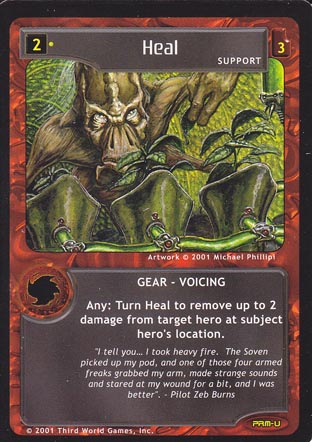 2
Heal
3
SUPPORT
Artwork © 2001 Michael Phillipi
GEAR - VOICING
Any: Turn Heal to remove up to 2
damage from target hero at subject
hero's location.
"I tell you... I took heavy fire. The Soven
picked up my pod, and one of those four armed
freaks grabbed my arm, made strange sounds
and stared at my wound for a bit, and I was
better". - Pilot Zeb Burns
PRM-U
© 2001 Third World Games, Inc.